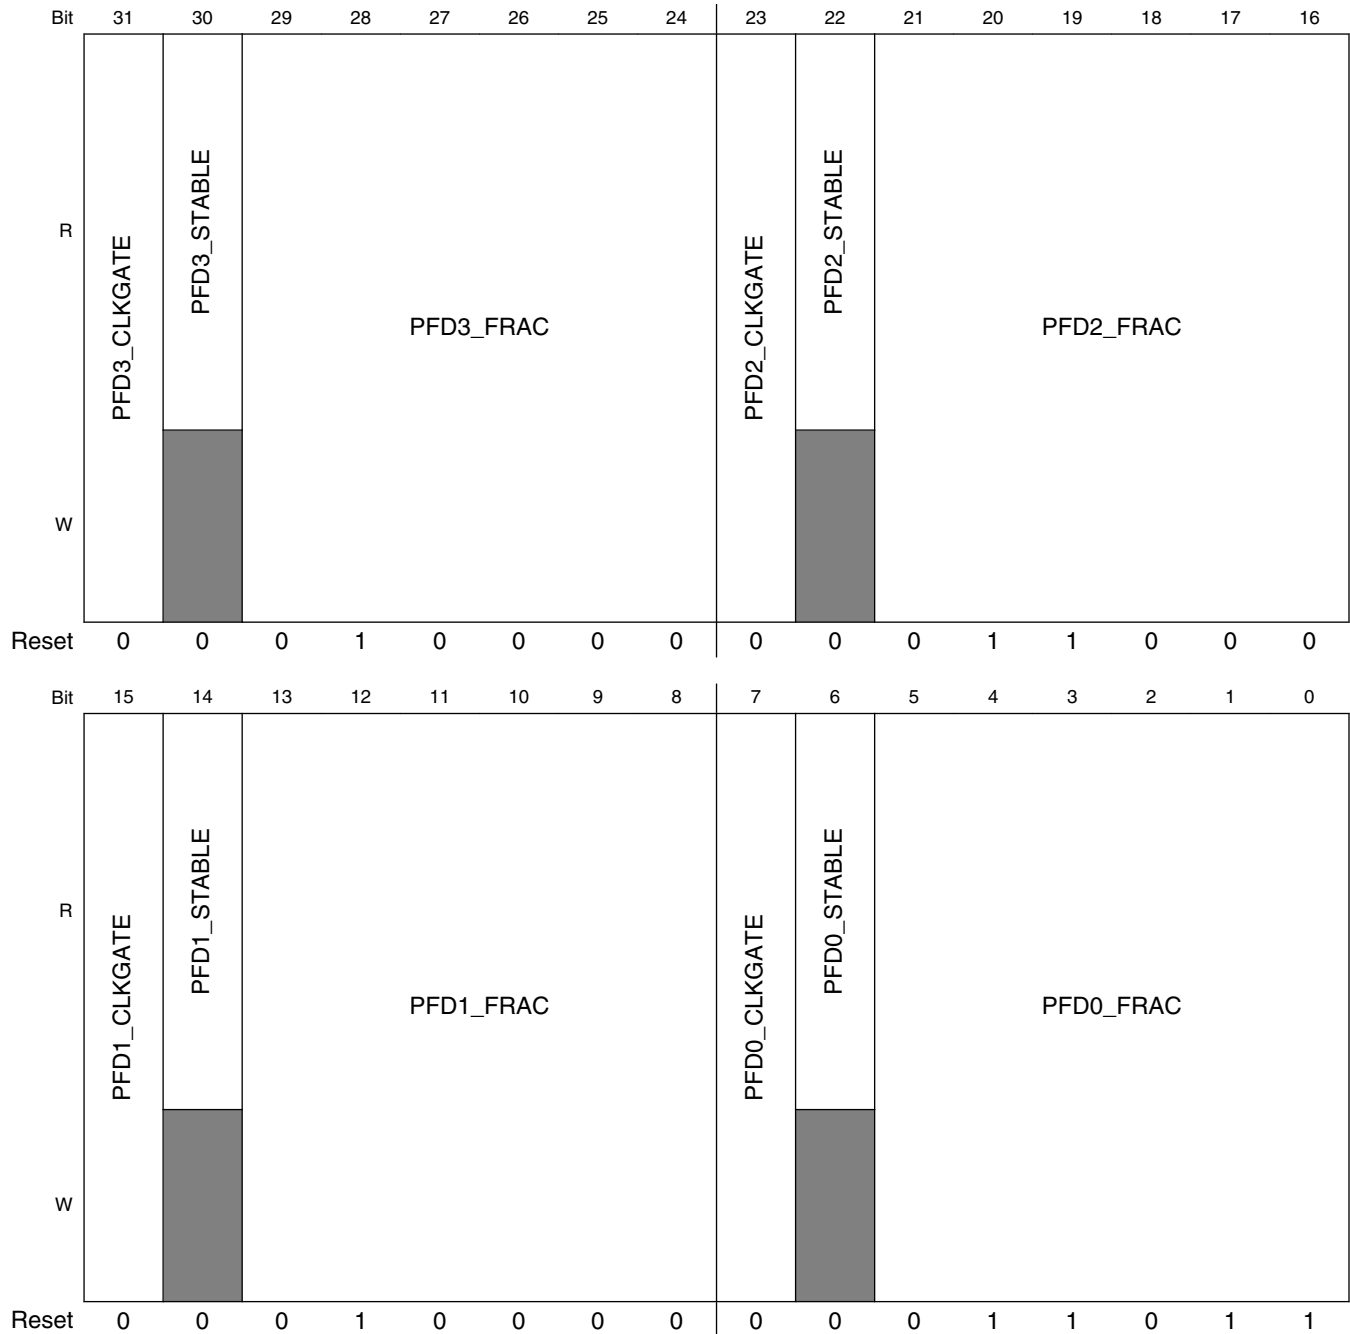 Bit 31 30 29 28 27 26 25 24 23 22 21 20 19 18 17 16
R
W
PFD3_CLKGATE
PFD3_STABLE
PFD3_FRAC
PFD2_CLKGATE
PFD2_STABLE
PFD2_FRAC
Reset 0 0 0 1 0 0 0 0 0 0 0 1 1 0 0 0
Bit 15 14 13 12 11 10 9 8 7 6 5 4 3 2 1 0
R
W
PFD1_CLKGATE
PFD1_STABLE
PFD1_FRAC
PFD0_CLKGATE
PFD0_STABLE
PFD0_FRAC
Reset 0 0 0 1 0 0 0 0 0 0 0 1 1 0 1 1